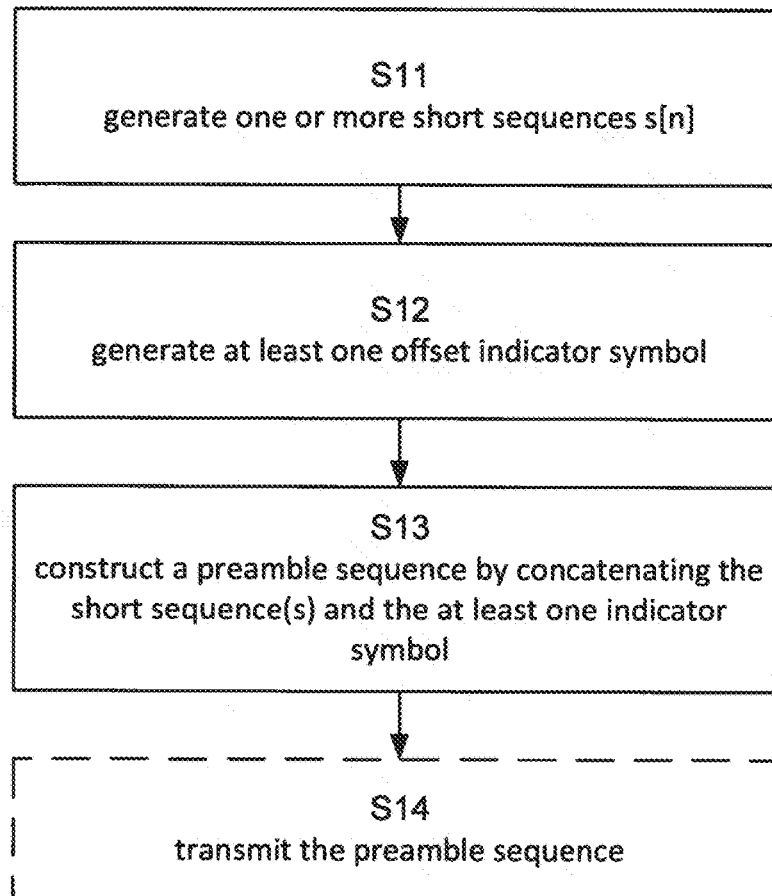 S11
generate one or more short sequences s[n]
S12
generate at least one offset indicator symbol
S13
construct a preamble sequence by concatenating the
short sequence(s) and the at least one indicator
symbol
S14
transmit the preamble sequence